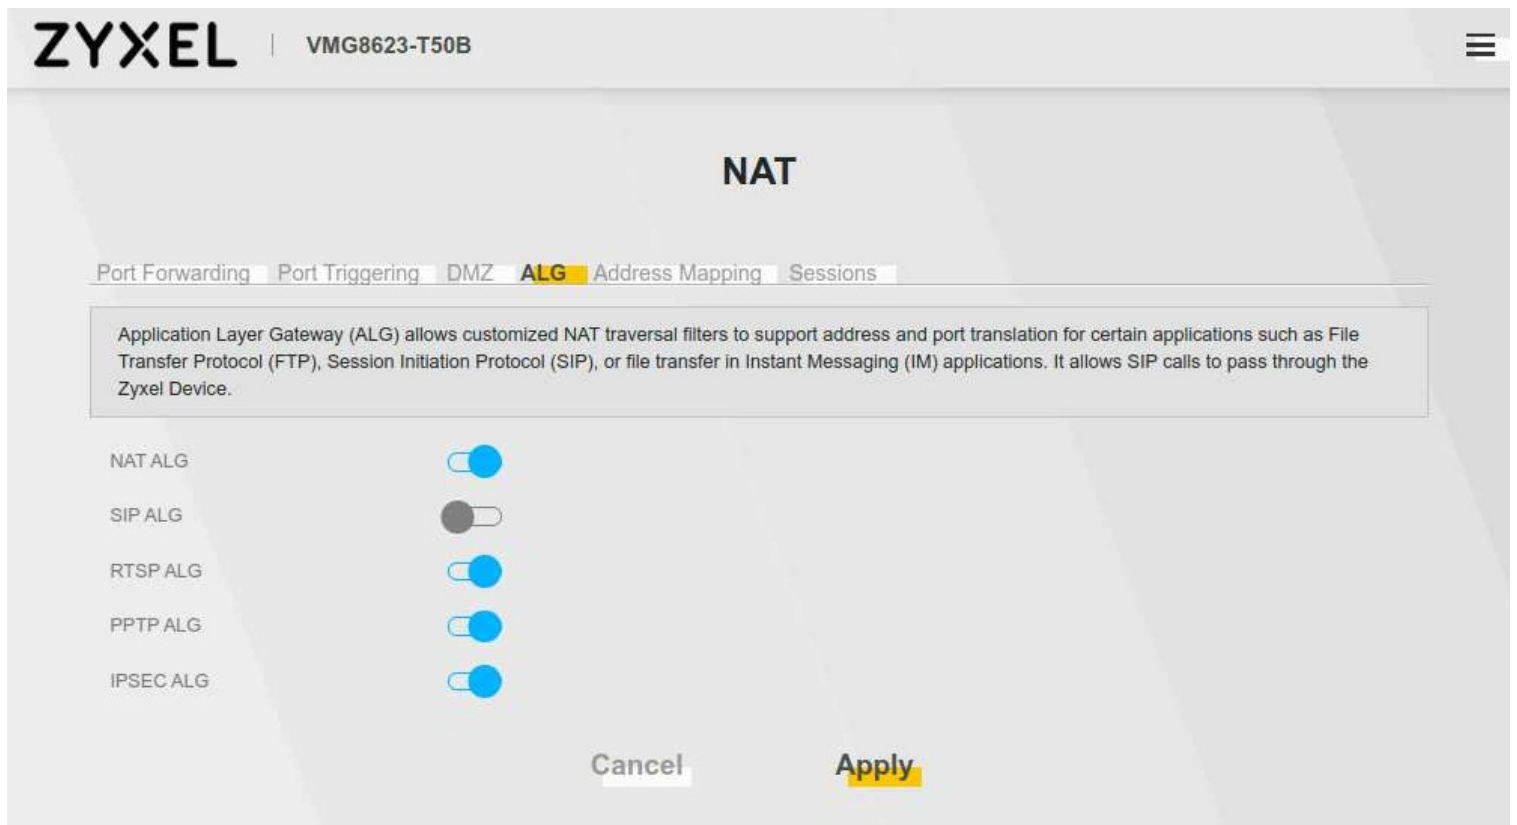 ZYXEL VMG8623-T50B
NAT
Port Forwarding Port Triggering DMZ ALG Address Mapping Sessions
Application Layer Gateway (ALG) allows customized NAT traversal filters to support address and port translation for certain applications such as File
Transfer Protocol (FTP), Session Initiation Protocol (SIP), or file transfer in Instant Messaging (IM) applications. It allows SIP calls to pass through the
Zyxel Device.
NAT ALG
SIP ALG
RTSP ALG
PPTP ALG
IPSEC ALG
Cancel Apply